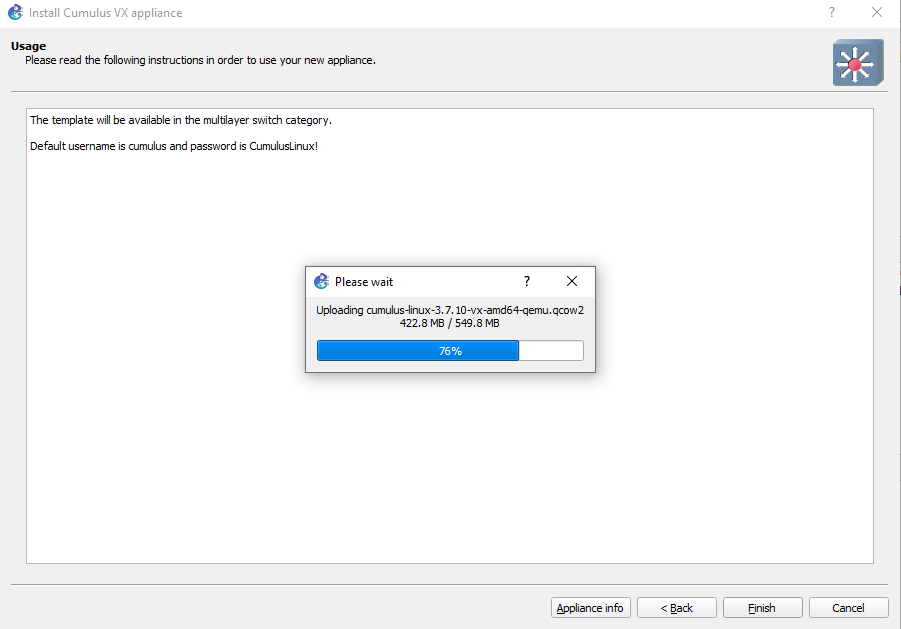 Install Cumulus VX appliance
?
Usage
Please read the following instructions in order to use your new appliance.
The template will be available in the multilayer switch category.
Default username is cumulus and password is CumulusLinux!
Please wait
?
Uploading cumulus-linux-3.7.10-vx-amd64-qemu.qcow2
422.8 MB / 549.8 MB
76%
Appliance info
< Back
Finish
Cancel